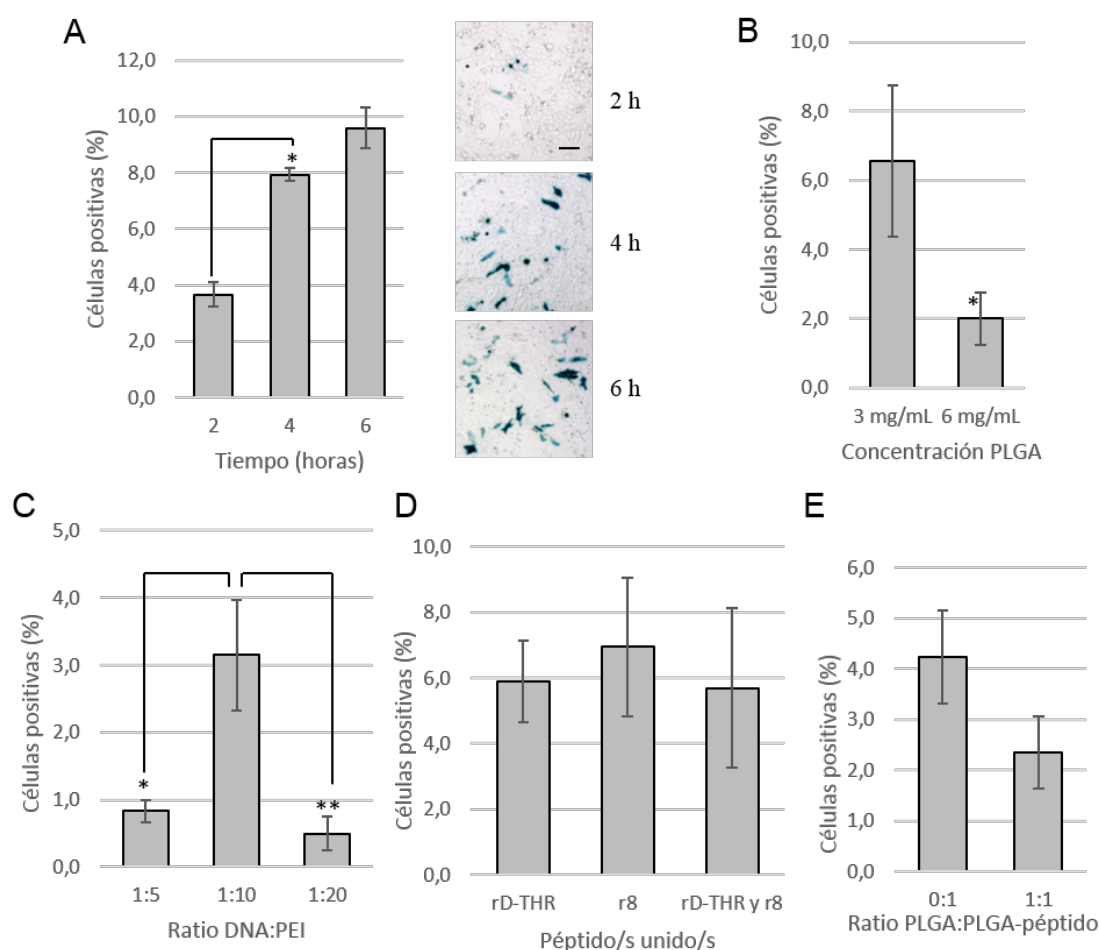 A
Células positivas (%)
12,0
10,0
8,0
6,0
4,0
2,0
0,0
*
2 4 6
Tiempo (horas)
2 h
4 h
6 h
B
Células positivas (%)
10,0
8,0
6,0
4,0
2,0
0,0
*
3 mg/mL 6 mg/mL
Concentración PLGA
C
Células positivas (%)
5,0
4,0
3,0
2,0
1,0
0,0
*
**
1:5 1:10 1:20
Ratio DNA:PEI
D
Células positivas (%)
10,0
8,0
6,0
4,0
2,0
0,0
rD-THR r8 rD-THR y r8
Péptido/s unido/s
E
Células positivas (%)
6,0
5,0
4,0
3,0
2,0
1,0
0,0
0:1 1:1
Ratio PLGA:PLGA-péptido